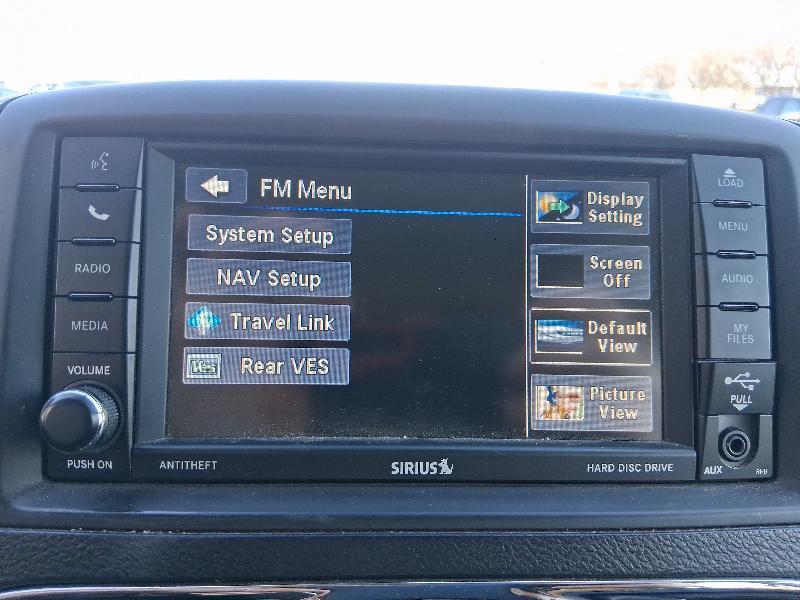 FM Menu
System Setup
NAV Setup
Travel Link
Ves Rear VES
Display
Setting
Screen
Off
Default
View
Picture
View
RADIO
MEDIA
VOLUME
PUSH ON
LOAD
MENU
AUDIO
MY
FILES
PULL
AUX
ANTITHEFT
SIRIUS
HARD DISC DRIVE